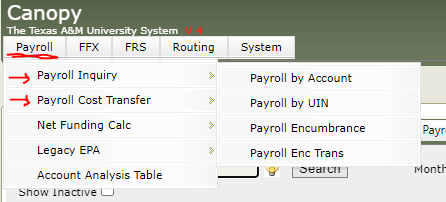 Canopy
The Texas A&M University System
Payroll FFX FRS Routing System
Payroll Inquiry
Payroll by Account
Payroll Cost Transfer
Payroll by UIN
Net Funding Calc
Payroll Encumbrance
Legacy EPA
Payroll Enc Trans
Account Analysis Table
Search
Month
Show Inactive